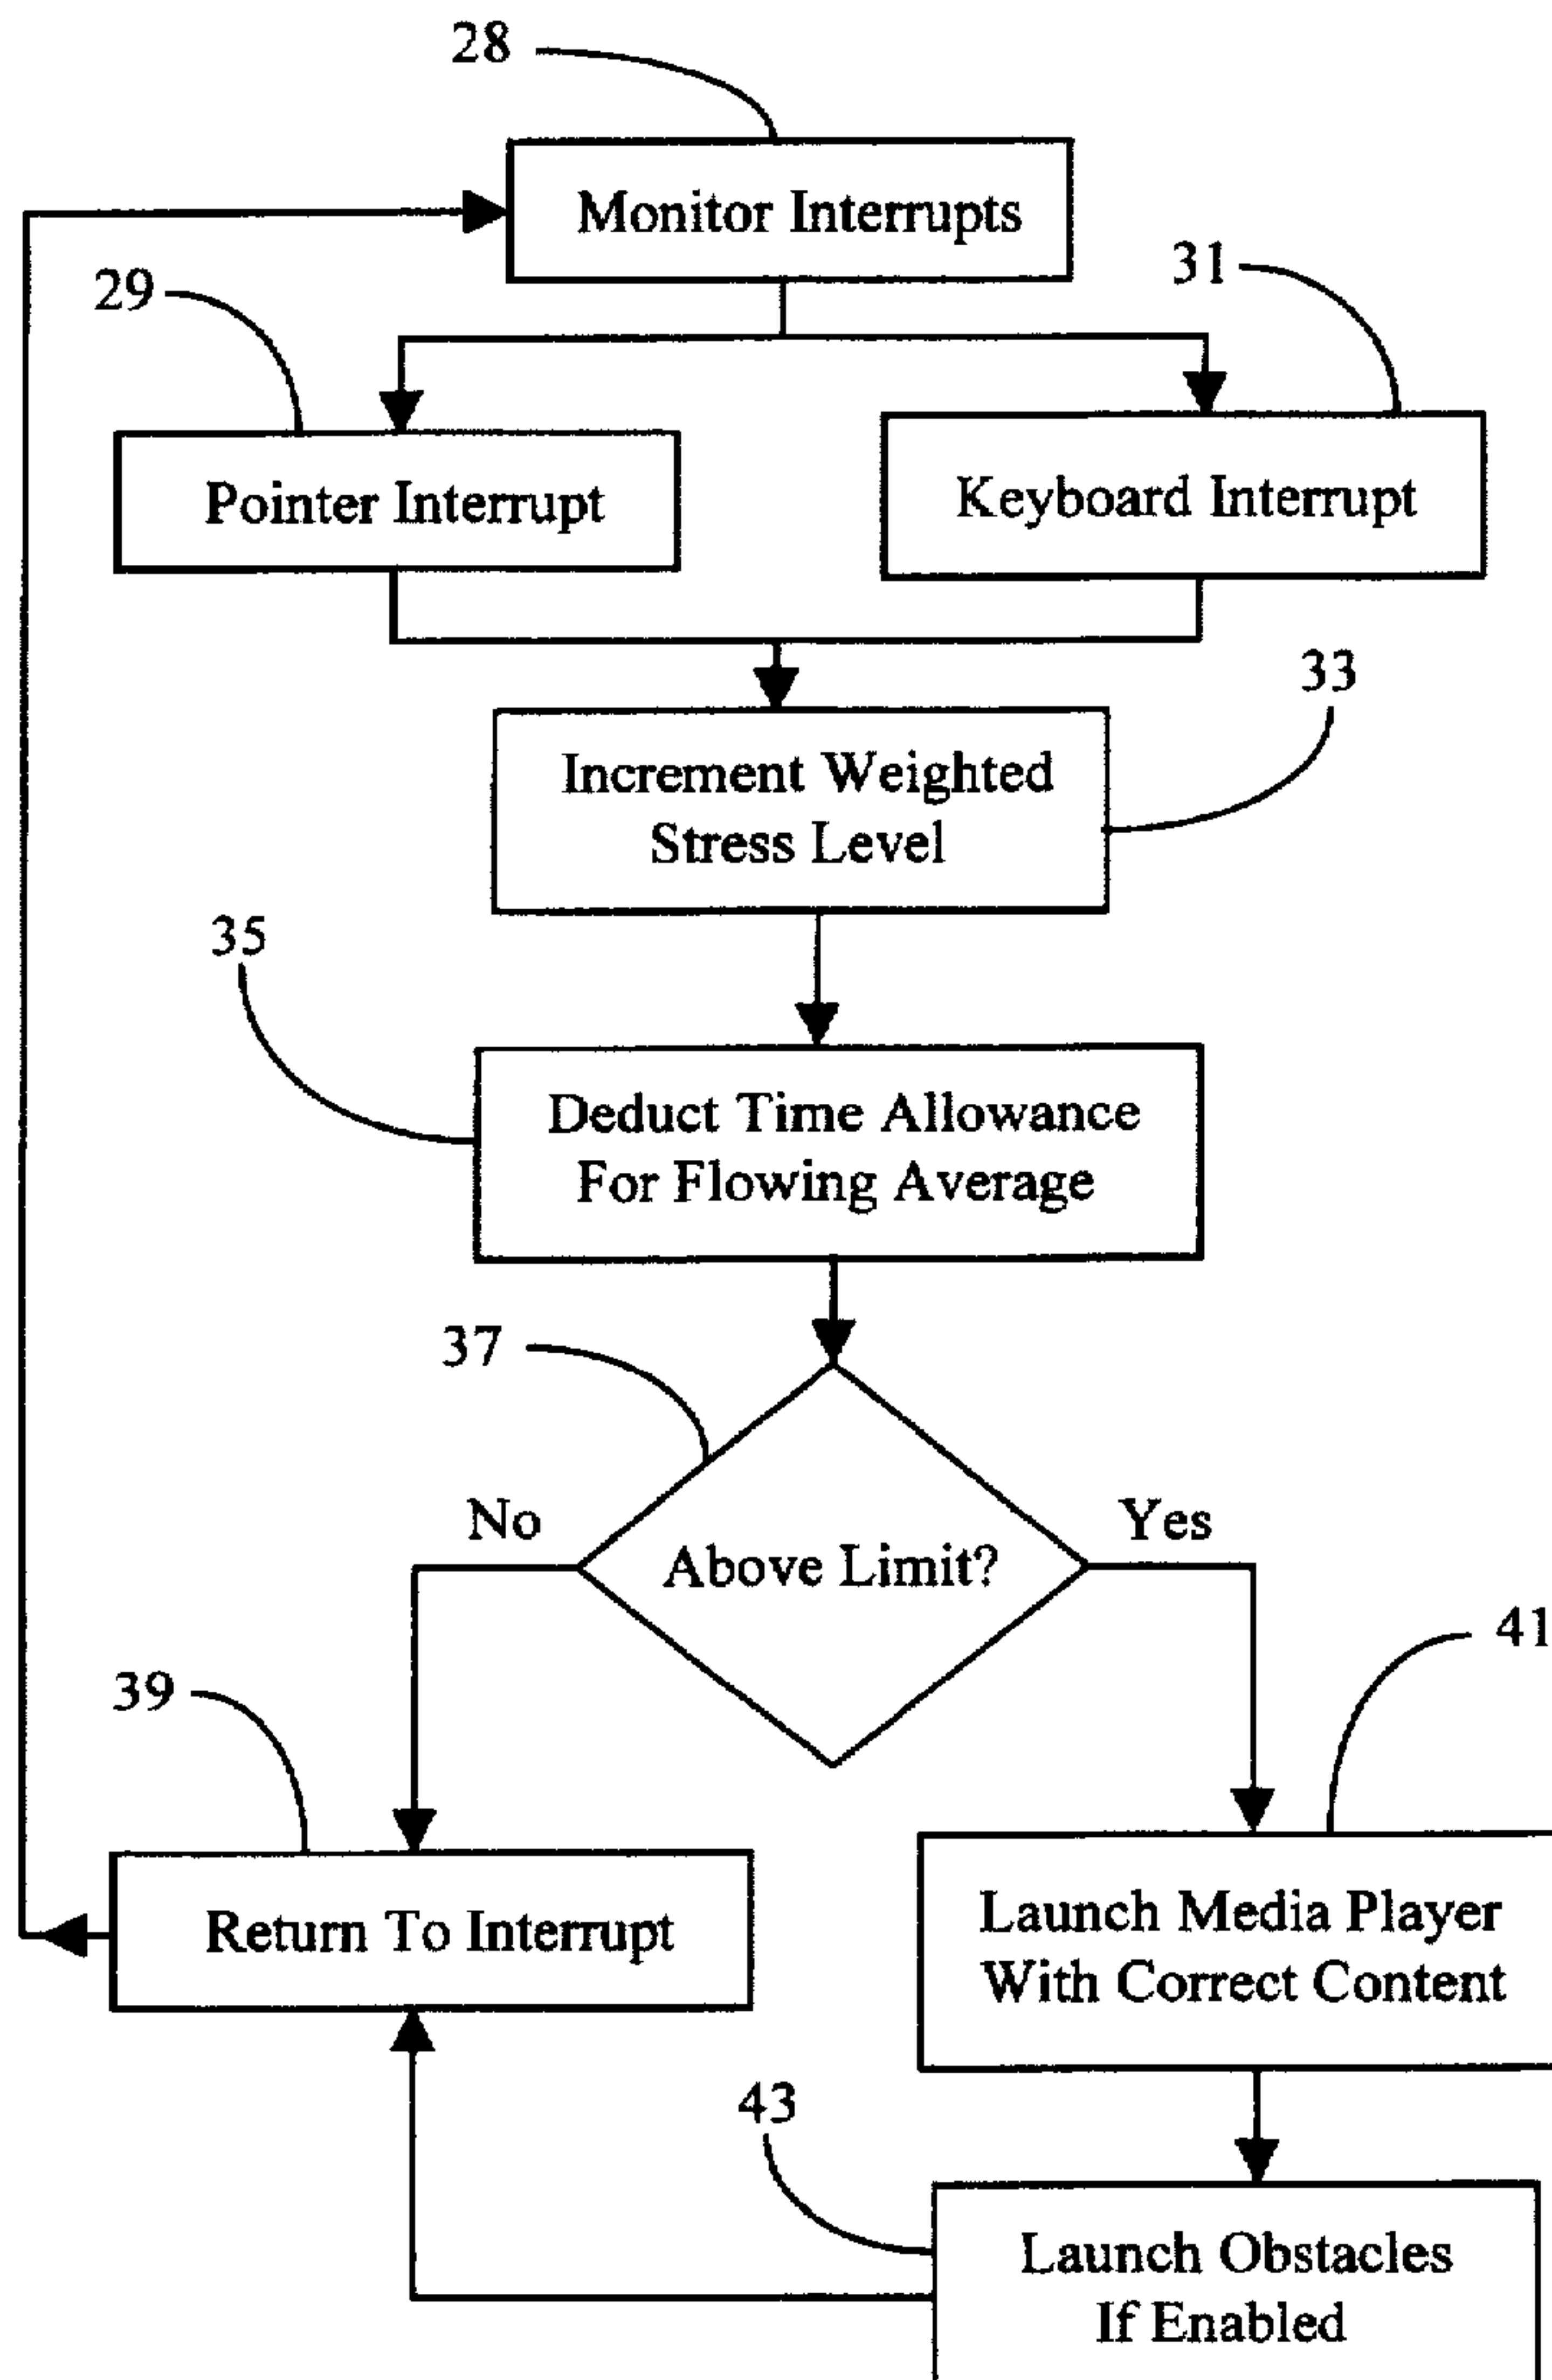 28
Monitor Interrupts
29
31
Pointer Interrupt
Keyboard Interrupt
33
Increment Weighted
Stress Level
35
Deduct Time Allowance
For Flowing Average
37
No
Yes
Above Limit?
41
39
Launch Media Player
With Correct Content
Return To Interrupt
43
Launch Obstacles
If Enabled